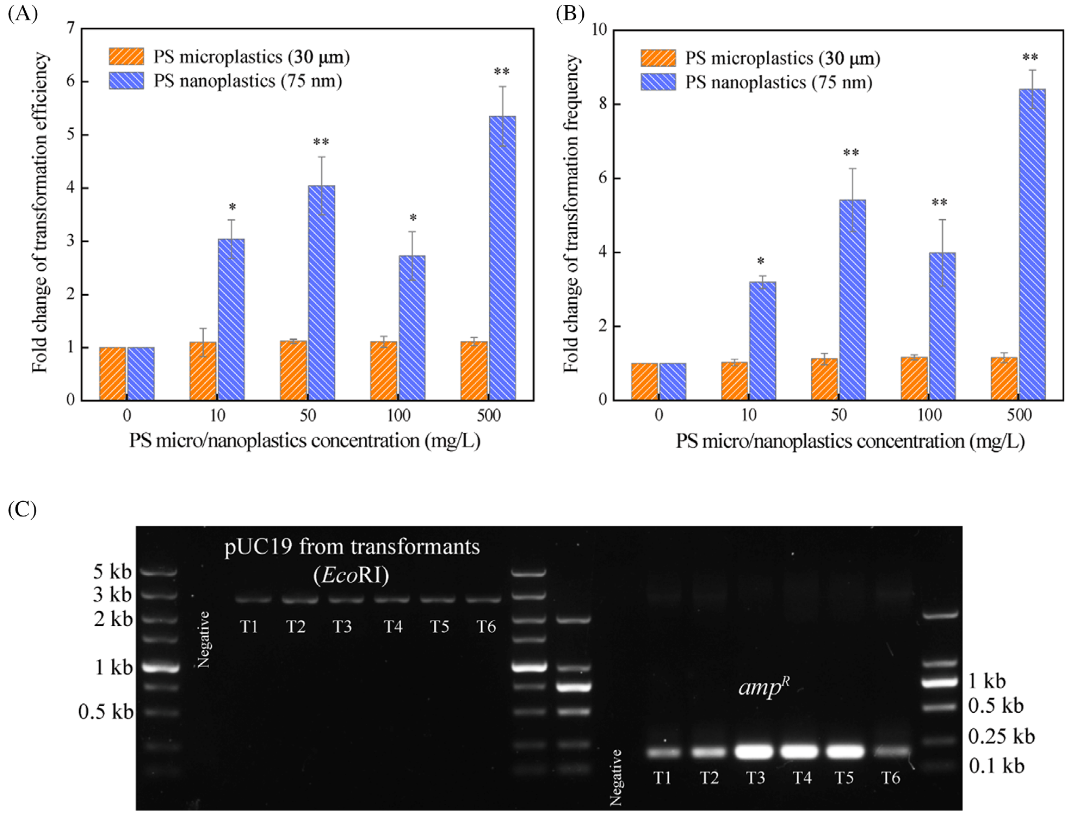 (A)
Fold change of transformation efficiency
7
6
5
4
3
2
1
0
PS microplastics (30 μm)
PS nanoplastics (75 nm)
*
**
*
**
0 10 50 100 500
PS micro/nanoplastics concentration (mg/L)
(B)
Fold change of transformation frequency
10
8
6
4
2
0
PS microplastics (30 μm)
PS nanoplastics (75 nm)
*
**
**
**
0 10 50 100 500
PS micro/nanoplastics concentration (mg/L)
(C)
pUC19 from transformants
(EcoRI)
5 kb
3 kb
2 kb
1 kb
0.5 kb
Negative
T1 T2 T3 T4 T5 T6
amp^R
Negative
T1 T2 T3 T4 T5 T6
1 kb
0.5 kb
0.25 kb
0.1 kb